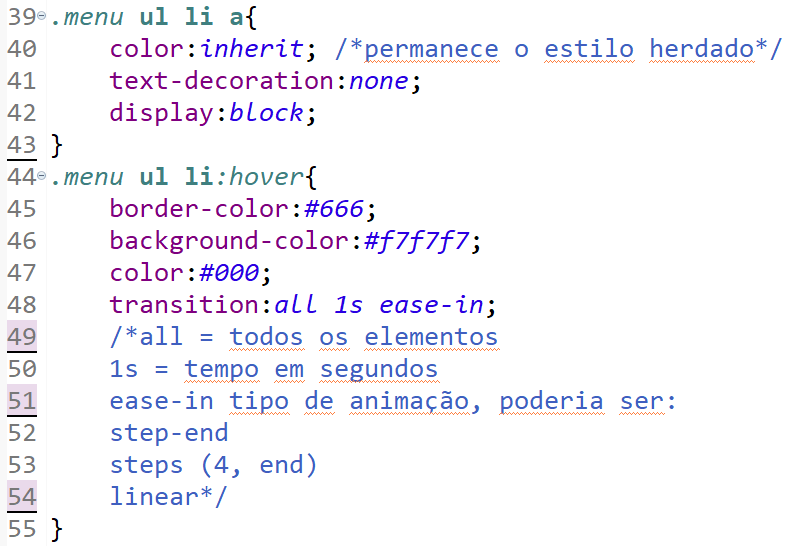 39 .menu ul li a{
40 color:inherit; /*permanece o estilo herdado*/
41 text-decoration:none;
42 display:block;
43 }
44 .menu ul li:hover{
45 border-color:#666;
46 background-color:#f7f7f7;
47 color:#000;
48 transition:all 1s ease-in;
49 /*all = todos os elementos
50 1s = tempo em segundos
51 ease-in tipo de animação, poderia ser:
52 step-end
53 steps (4, end)
54 linear*/
55 }